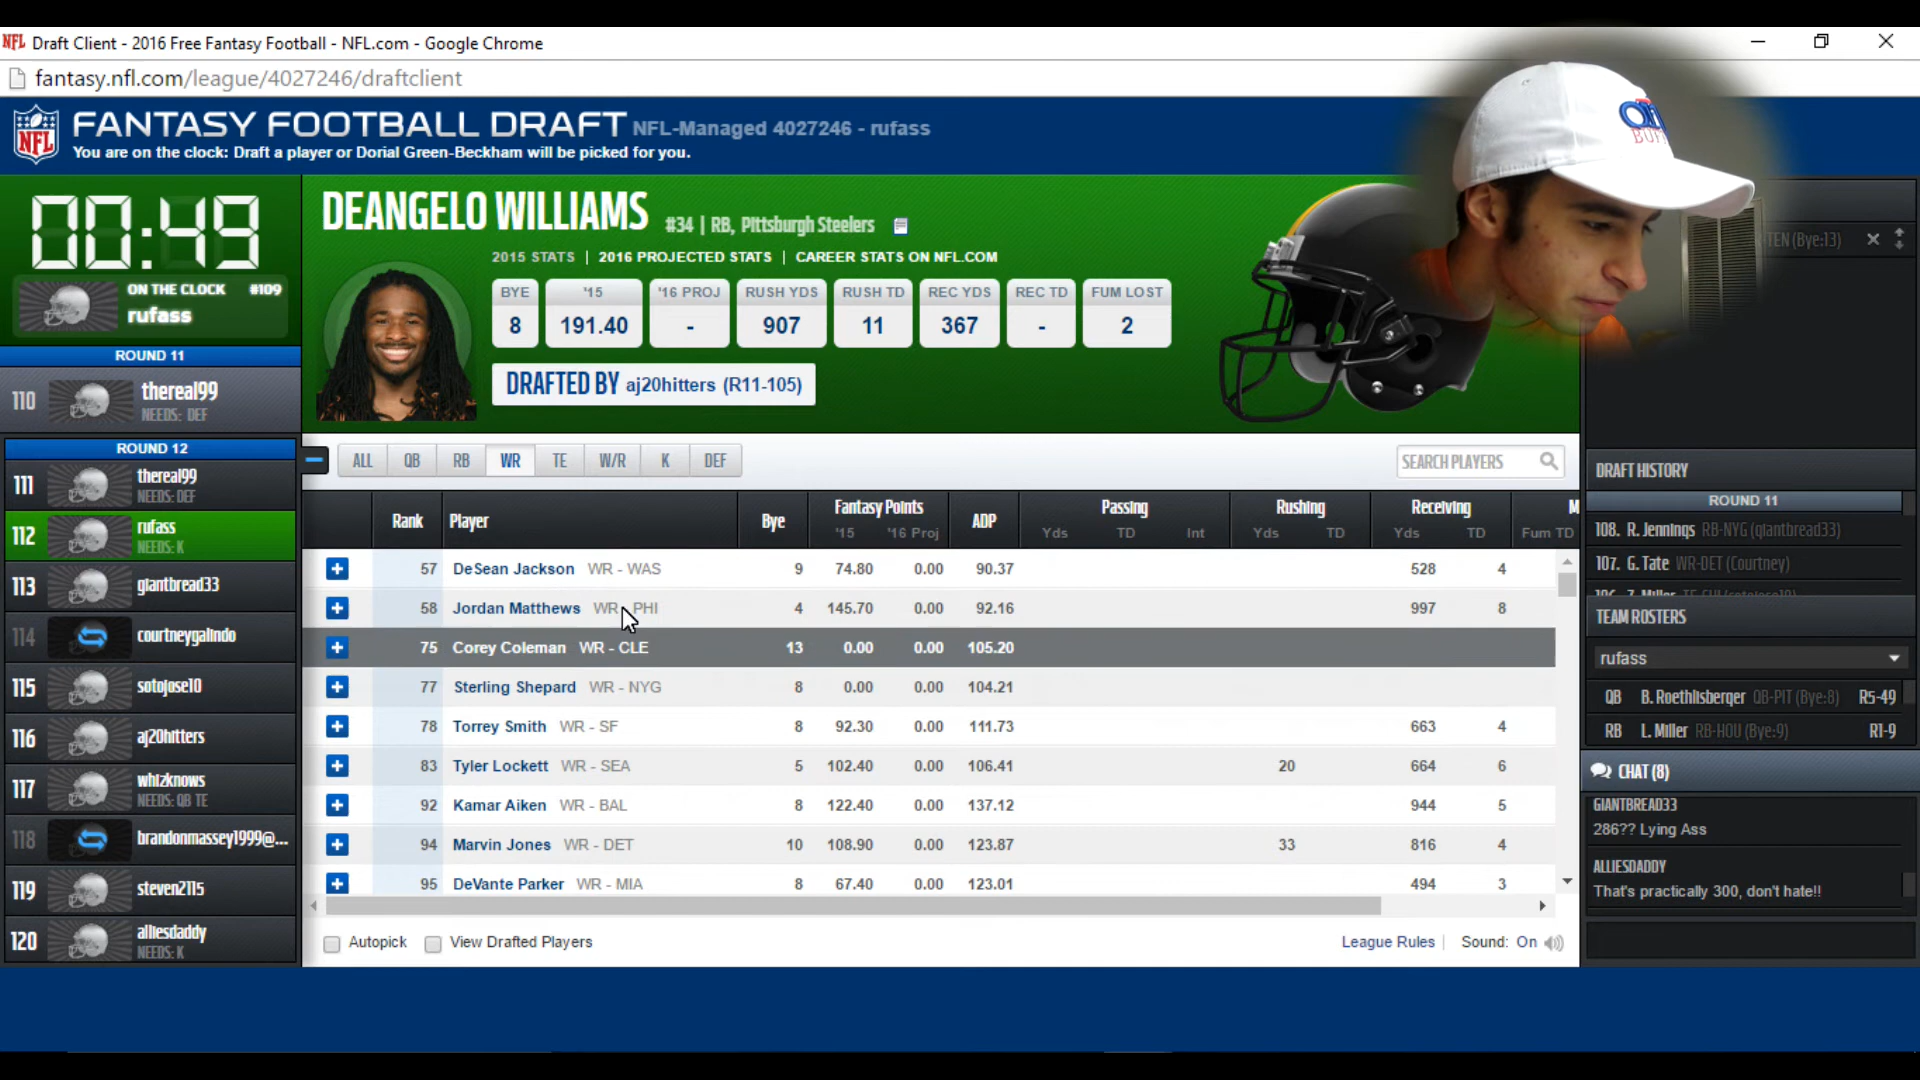 NFL Draft Client - 2016 Free Fantasy Football - NFL.com - Google Chrome
fantasy.nfl.com/league/4027246/draftclient
NFL
FANTASY FOOTBALL DRAFT NFL-Managed 4027246 - rufass
You are on the clock: Draft a player or Dorial Green-Beckham will be picked for you.
00:49
ON THE CLOCK #109
rufass
ROUND 11
110 thereal99
NEEDS: DEF
ROUND 12
111 thereal99
NEEDS: DEF
112 rufass
NEEDS: K
113 giantbread33
114 courtneygalindo
115 sotojose10
116 aj20hitters
117 whizknows
NEEDS: QB TE
118 brandonmassey1999@...
119 steven2115
120 alliesdaddy
NEEDS: K
DEANGELO WILLIAMS #34 | RB, Pittsburgh Steelers
2015 STATS | 2016 PROJECTED STATS | CAREER STATS ON NFL.COM
BYE '15 '16 PROJ RUSH YDS RUSH TD REC YDS REC TD FUM LOST
8 191.40 - 907 11 367 - 2
DRAFTED BY aj20hitters (R11-105)
ALL QB RB WR TE W/R K DEF
SEARCH PLAYERS
Rank Player Bye Fantasy Points ADP Passing Rushing Receiving M
'15 '16 Proj Yds TD Int Yds TD Yds TD Fum TD
57 DeSean Jackson WR - WAS 9 74.80 0.00 90.37 528 4
58 Jordan Matthews WR - PHI 4 145.70 0.00 92.16 997 8
75 Corey Coleman WR - CLE 13 0.00 0.00 105.20
77 Sterling Shepard WR - NYG 8 0.00 0.00 104.21
78 Torrey Smith WR - SF 8 92.30 0.00 111.73 663 4
83 Tyler Lockett WR - SEA 5 102.40 0.00 106.41 20 664 6
92 Kamar Aiken WR - BAL 8 122.40 0.00 137.12 944 5
94 Marvin Jones WR - DET 10 108.90 0.00 123.87 33 816 4
95 DeVante Parker WR - MIA 8 67.40 0.00 123.01 494 3
Autopick View Drafted Players
League Rules | Sound: On
TEN (Bye:13)
DRAFT HISTORY
ROUND 11
108. R. Jennings RB-NYG (giantbread33)
107. G. Tate WR-DET (Courtney)
106. Z. Miller TE-CHI (sotojose10)
TEAM ROSTERS
rufass
QB B. Roethlisberger QB-PIT (Bye:8) R5-49
RB L. Miller RB-HOU (Bye:9) R1-9
CHAT (8)
GIANTBREAD33
286?? Lying Ass
ALLIESDADDY
That's practically 300, don't hate!!